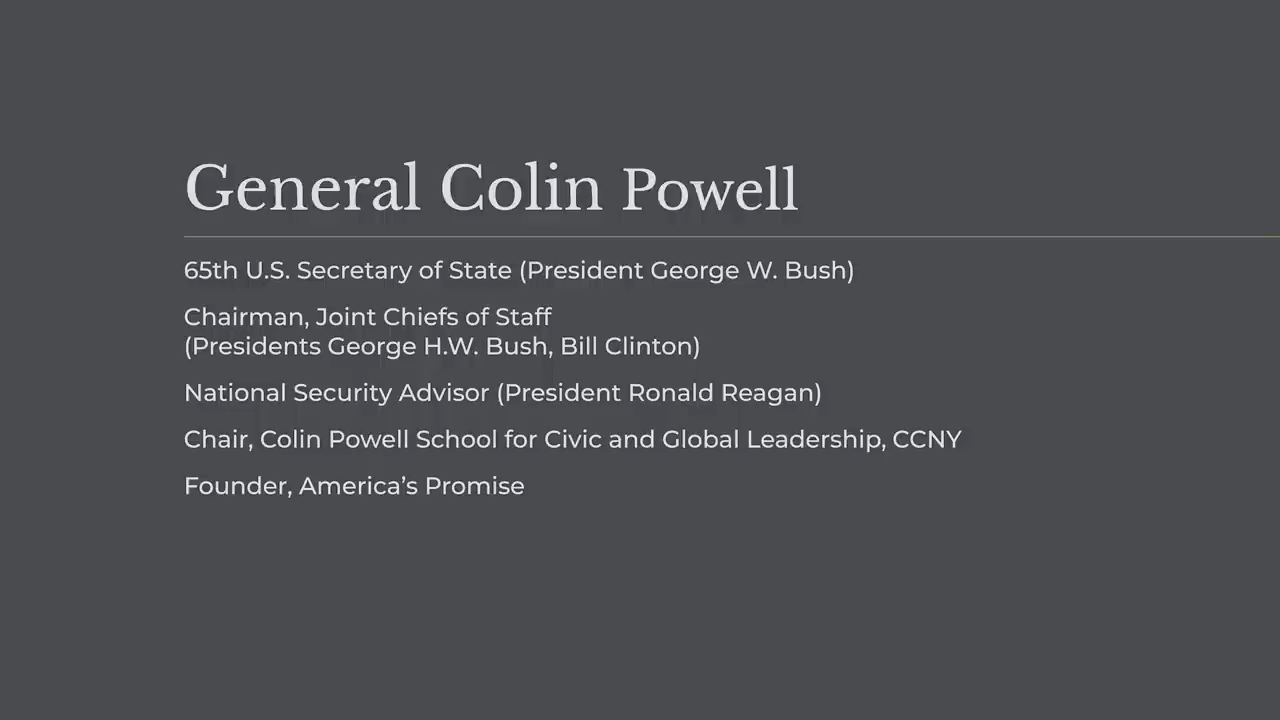 General Colin Powell
65th U.S. Secretary of State (President George W. Bush)
Chairman, Joint Chiefs of Staff
(Presidents George H.W. Bush, Bill Clinton)
National Security Advisor (President Ronald Reagan)
Chair, Colin Powell School for Civic and Global Leadership, CCNY
Founder, America’s Promise